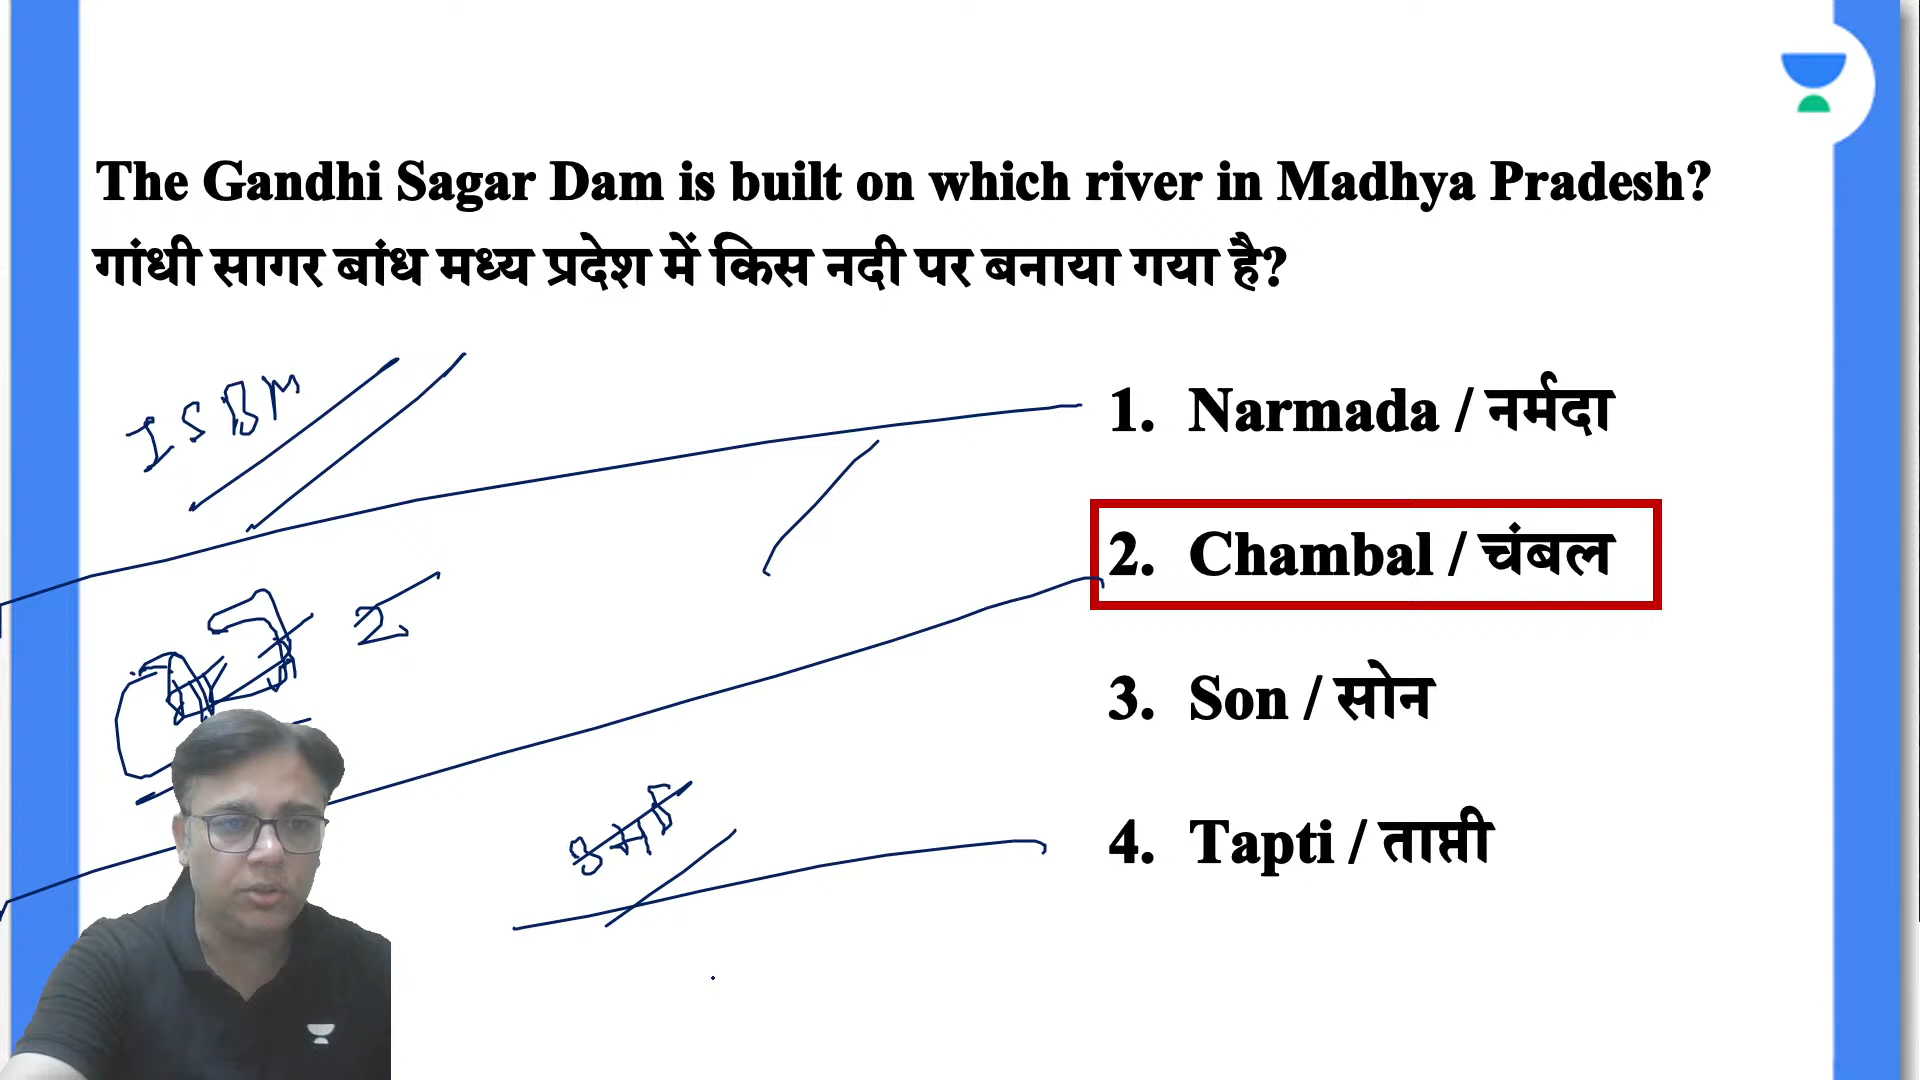 The Gandhi Sagar Dam is built on which river in Madhya Pradesh?
गांधी सागर बांध मध्य प्रदेश में किस नदी पर बनाया गया है?
ISBM
1. Narmada / नर्मदा
2. Chambal / चंबल
2
3. Son / सोन
4. Tapti / ताप्ती